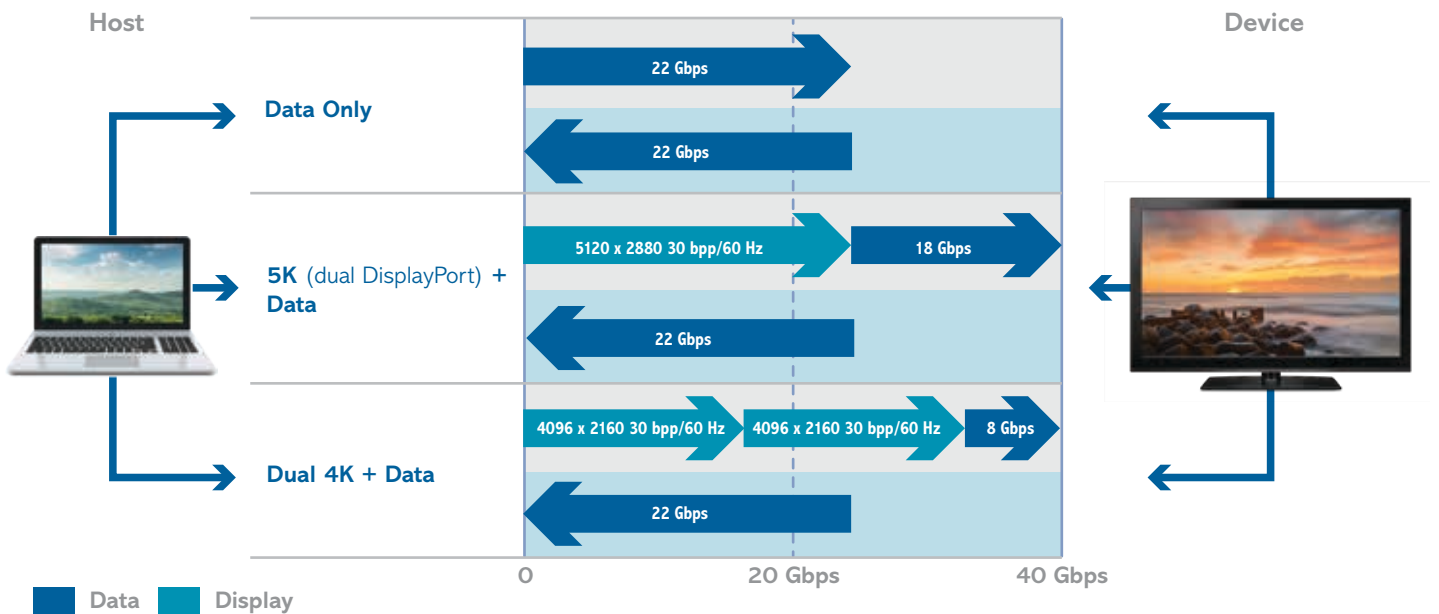 Host
Device
Data Only
22 Gbps
22 Gbps
5K (dual DisplayPort) +
Data
5120 x 2880 30 bpp/60 Hz
18 Gbps
22 Gbps
Dual 4K + Data
4096 x 2160 30 bpp/60 Hz
4096 x 2160 30 bpp/60 Hz
8 Gbps
22 Gbps
0
20 Gbps
40 Gbps
Data
Display